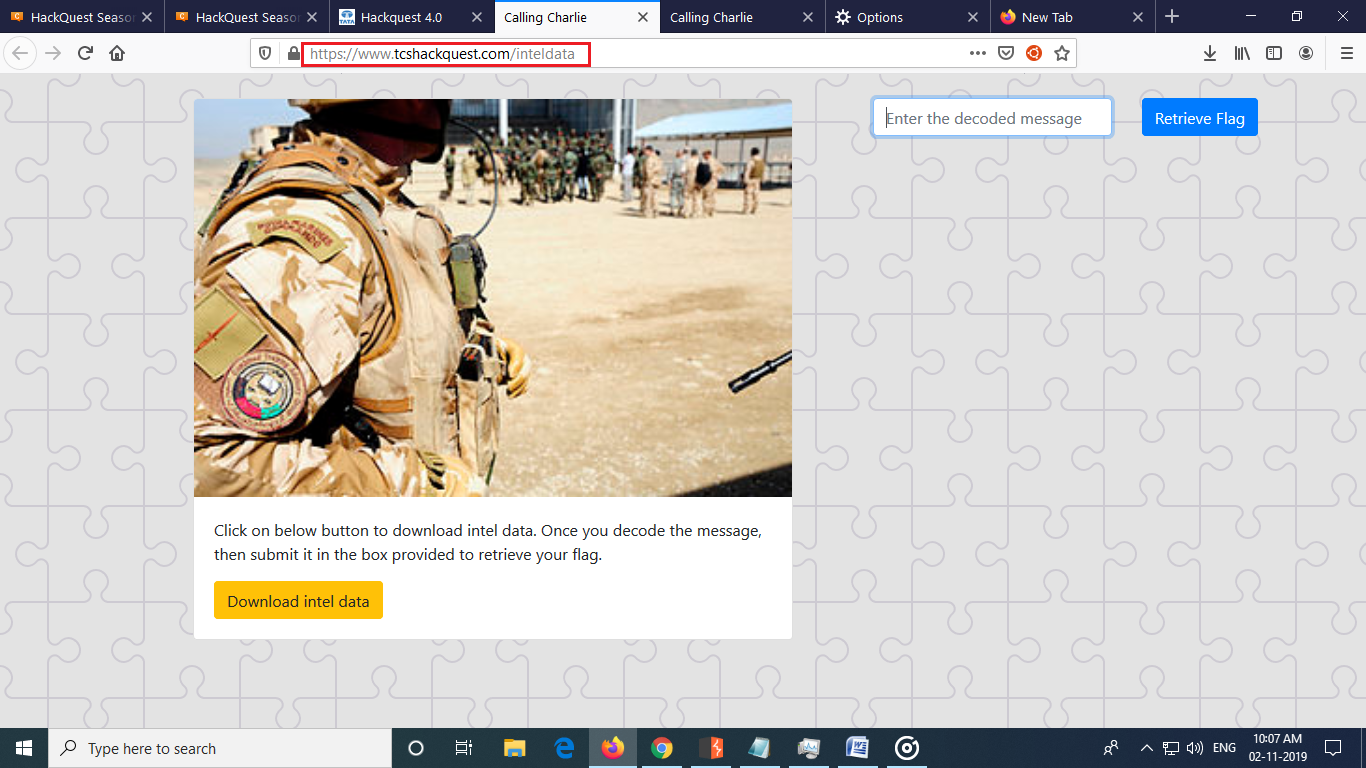 HackQuest Seasor
HackQuest Seasor
Hackquest 4.0
Calling Charlie
Calling Charlie
Options
New Tab
https://www.tcshackquest.com/inteldata
Enter the decoded message
Retrieve Flag
Click on below button to download intel data. Once you decode the message,
then submit it in the box provided to retrieve your flag.
Download intel data
Type here to search
ENG
10:07 AM
02-11-2019